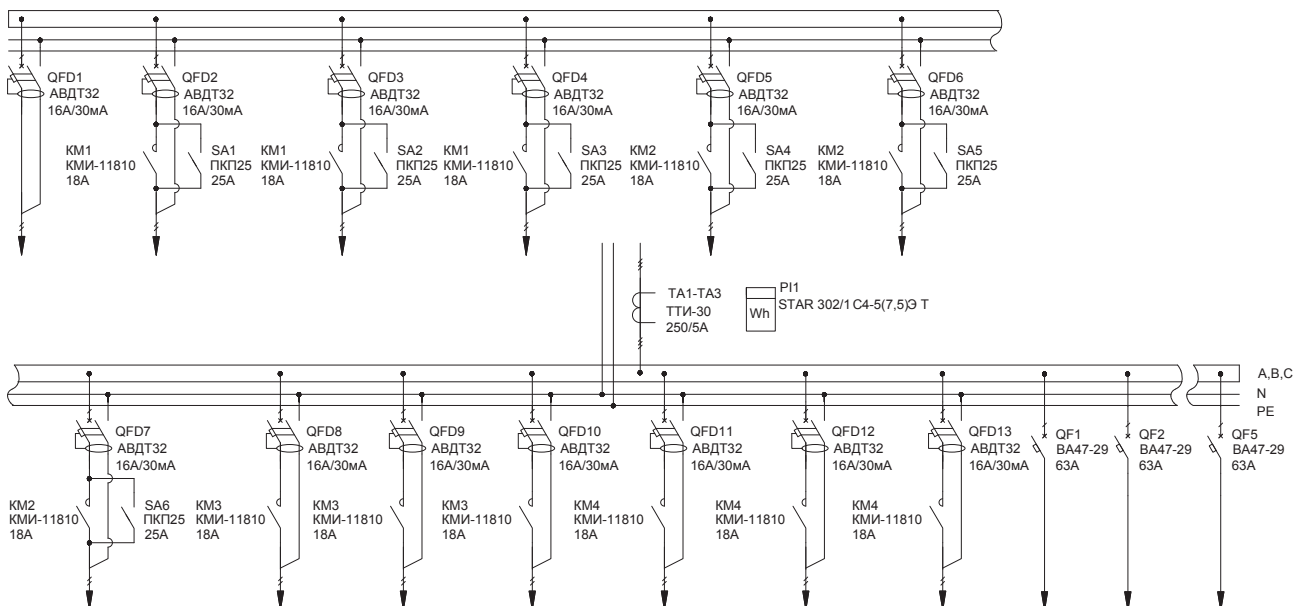 QFD1
АВДТ32
16А/30мА
QFD2
АВДТ32
16А/30мА
QFD3
АВДТ32
16А/30мА
QFD4
АВДТ32
16А/30мА
QFD5
АВДТ32
16А/30мА
QFD6
АВДТ32
16А/30мА
КМ1
КМИ-11810
18А
SA1
ПКП25
25А
КМ1
КМИ-11810
18А
SA2
ПКП25
25А
КМ1
КМИ-11810
18А
SA3
ПКП25
25А
КМ2
КМИ-11810
18А
SA4
ПКП25
25А
КМ2
КМИ-11810
18А
SA5
ПКП25
25А
ТА1-ТА3
ТТИ-30
250/5А
Wh
PI1
STAR 302/1 С4-5(7,5)Э Т
А,В,С
N
PE
QFD7
АВДТ32
16А/30мА
QFD8
АВДТ32
16А/30мА
QFD9
АВДТ32
16А/30мА
QFD10
АВДТ32
16А/30мА
QFD11
АВДТ32
16А/30мА
QFD12
АВДТ32
16А/30мА
QFD13
АВДТ32
16А/30мА
QF1
ВА47-29
63А
QF2
ВА47-29
63А
QF5
ВА47-29
63А
КМ2
КМИ-11810
18А
SA6
ПКП25
25А
КМ3
КМИ-11810
18А
КМ3
КМИ-11810
18А
КМ3
КМИ-11810
18А
КМ4
КМИ-11810
18А
КМ4
КМИ-11810
18А
КМ4
КМИ-11810
18А